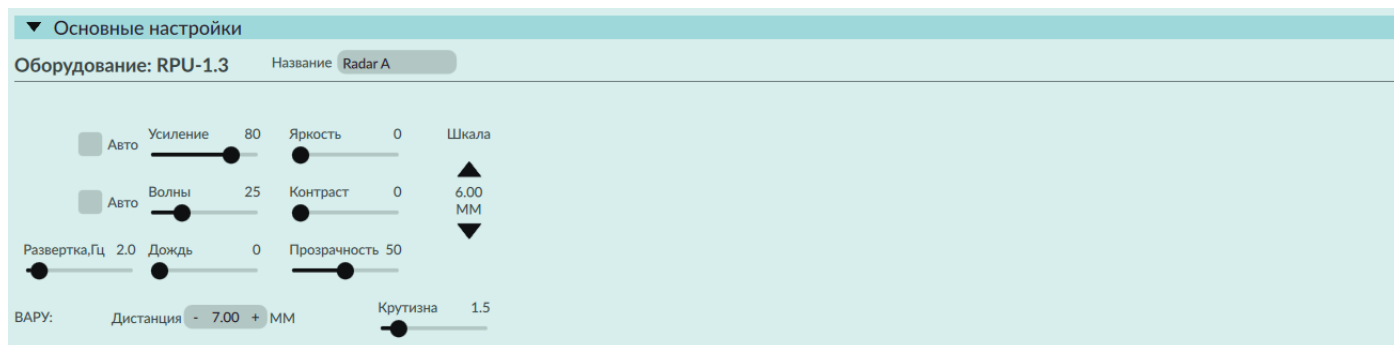 Основные настройки
Оборудование: RPU-1.3 Название Radar A
Авто Усиление 80 Яркость 0 Шкала
Авто Волны 25 Контраст 0 6.00
ММ
Развертка,Гц 2.0 Дождь 0 Прозрачность 50
ВАРУ: Дистанция - 7.00 + ММ Крутизна 1.5